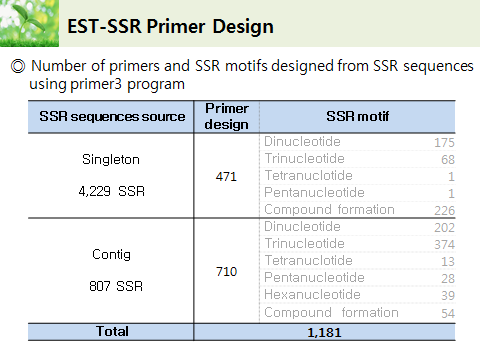 EST-SSR Primer Design
◎ Number of primers and SSR motifs designed from SSR sequences
using primer3 program
SSR sequences source
Primer
design
SSR motif
Singleton
4,229 SSR
471
Dinucleotide 175
Trinucleotide 68
Tetranuclotide 1
Pentanucleotide 1
Compound formation 226
Contig
807 SSR
710
Dinucleotide 202
Trinucleotide 374
Tetranuclotide 13
Pentanucleotide 28
Hexanucleotide 39
Compound formation 54
Total 1,181